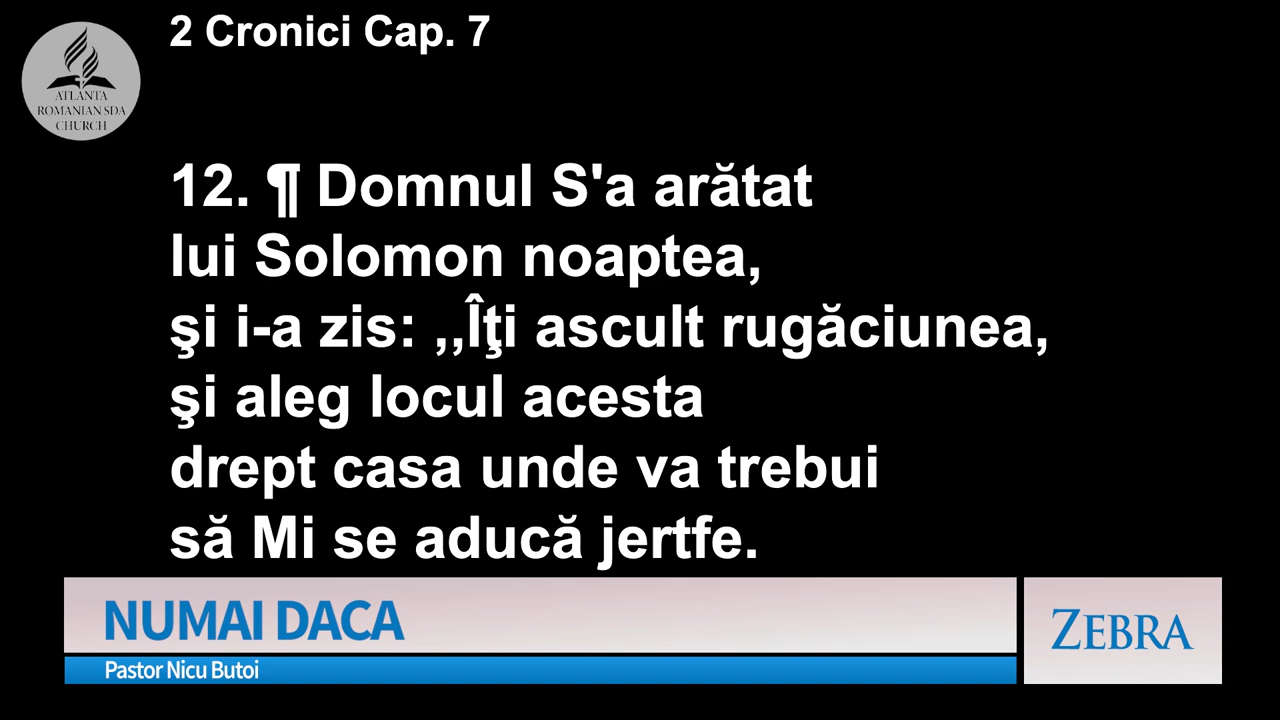 2 Cronici Cap. 7
ATLANTA
ROMANIAN SDA
CHURCH
12. ¶ Domnul S'a arătat
lui Solomon noaptea,
şi i-a zis: ,,Îţi ascult rugăciunea,
şi aleg locul acesta
drept casa unde va trebui
să Mi se aducă jertfe.
NUMAI DACA
Pastor Nicu Butoi
ZEBRA